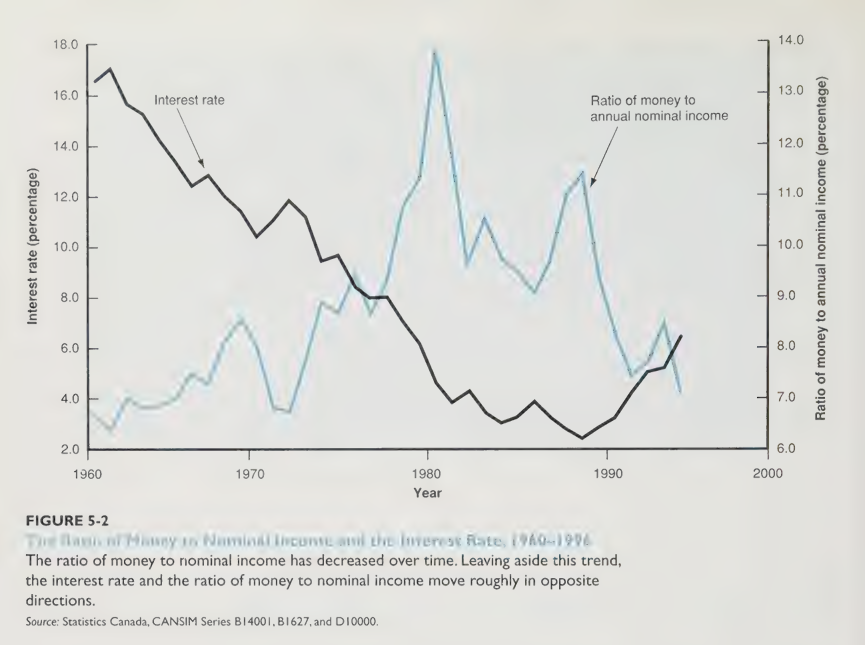 18.0
16.0
14.0
12.0
10.0
8.0
6.0
4.0
2.0
Interest rate (percentage)
Interest rate
Ratio of money to
annual nominal income
14.0
13.0
12.0
11.0
10.0
9.0
8.0
7.0
6.0
Ratio of money to annual nominal income (percentage)
1960
1970
1980
1990
2000
Year
FIGURE 5-2
The Ratio of Money to Nominal Income and the Interest Rate, 1960–1996
The ratio of money to nominal income has decreased over time. Leaving aside this trend,
the interest rate and the ratio of money to nominal income move roughly in opposite
directions.
Source: Statistics Canada, CANSIM Series B14001, B1627, and D10000.